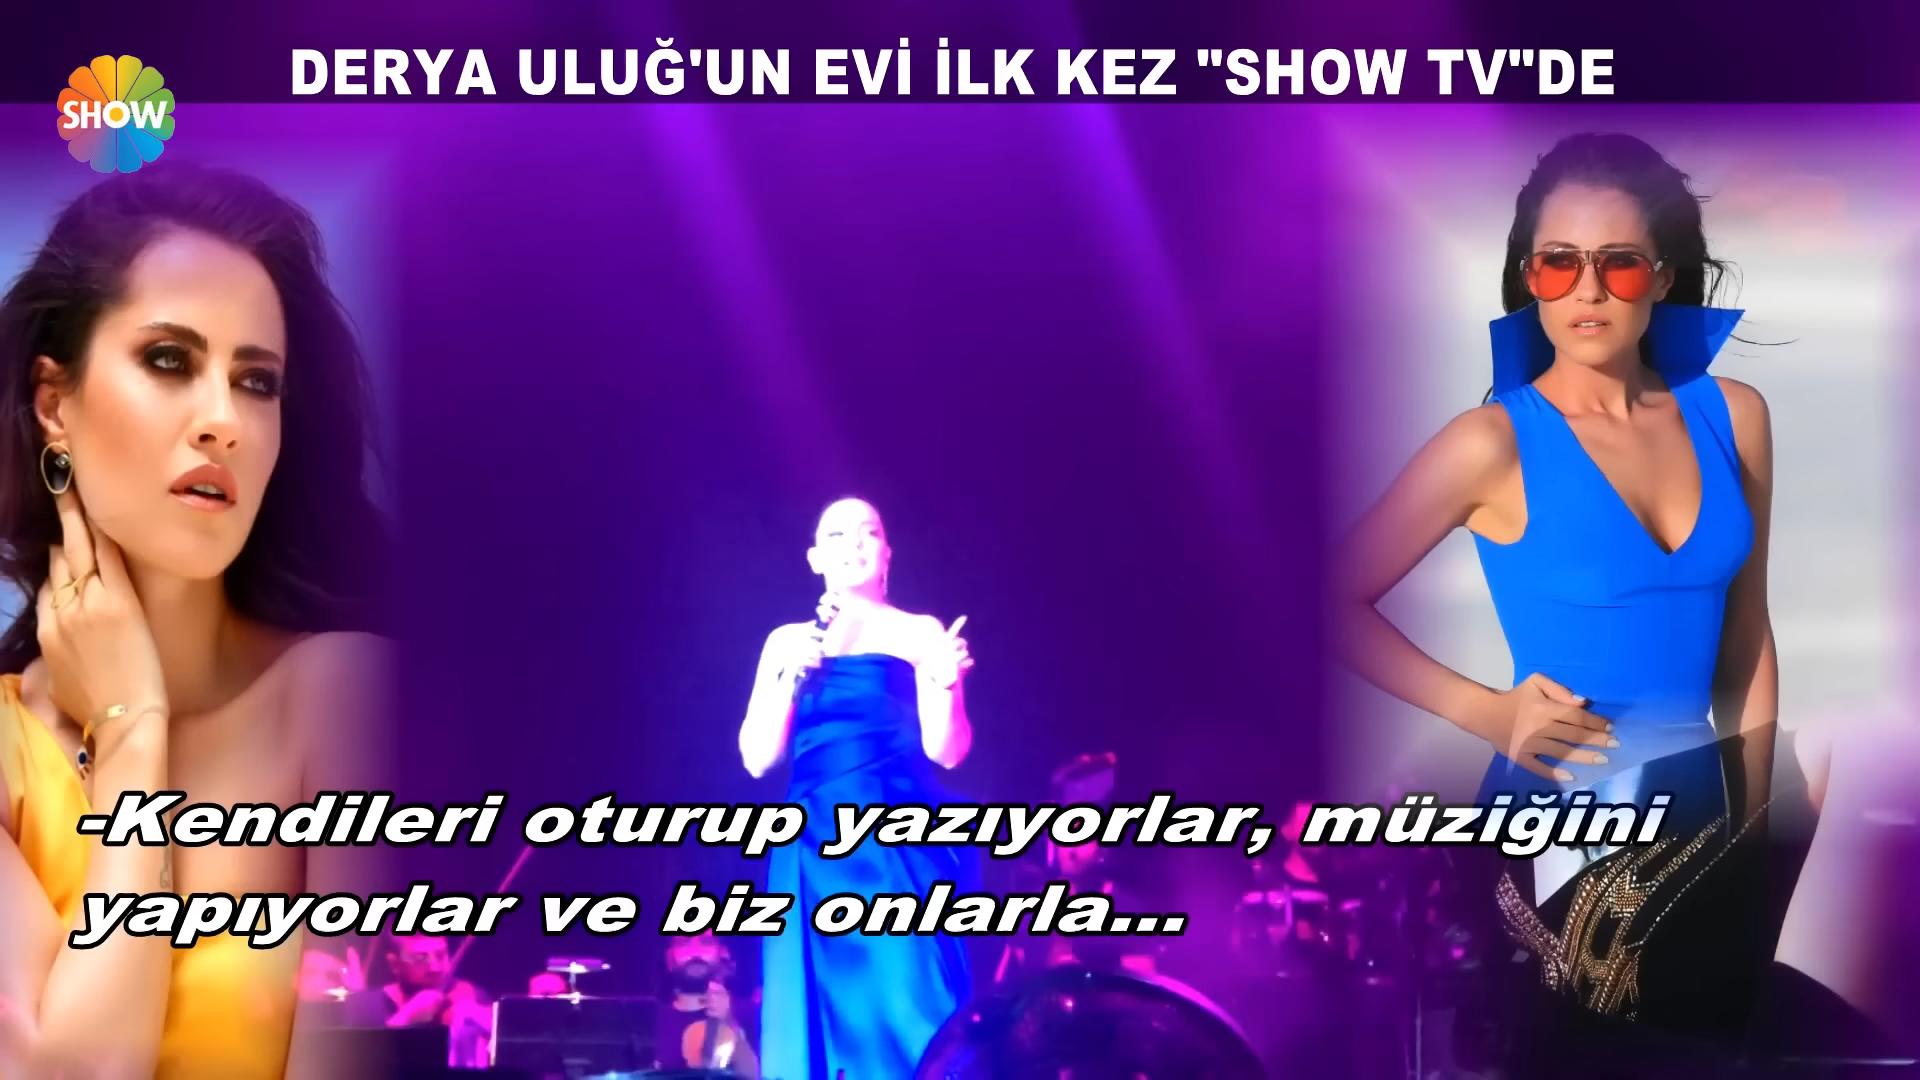 DERYA ULUĞ'UN EVİ İLK KEZ "SHOW TV"DE
SHOW
-Kendileri oturup yazıyorlar, müziğini
yapıyorlar ve biz onlarla...